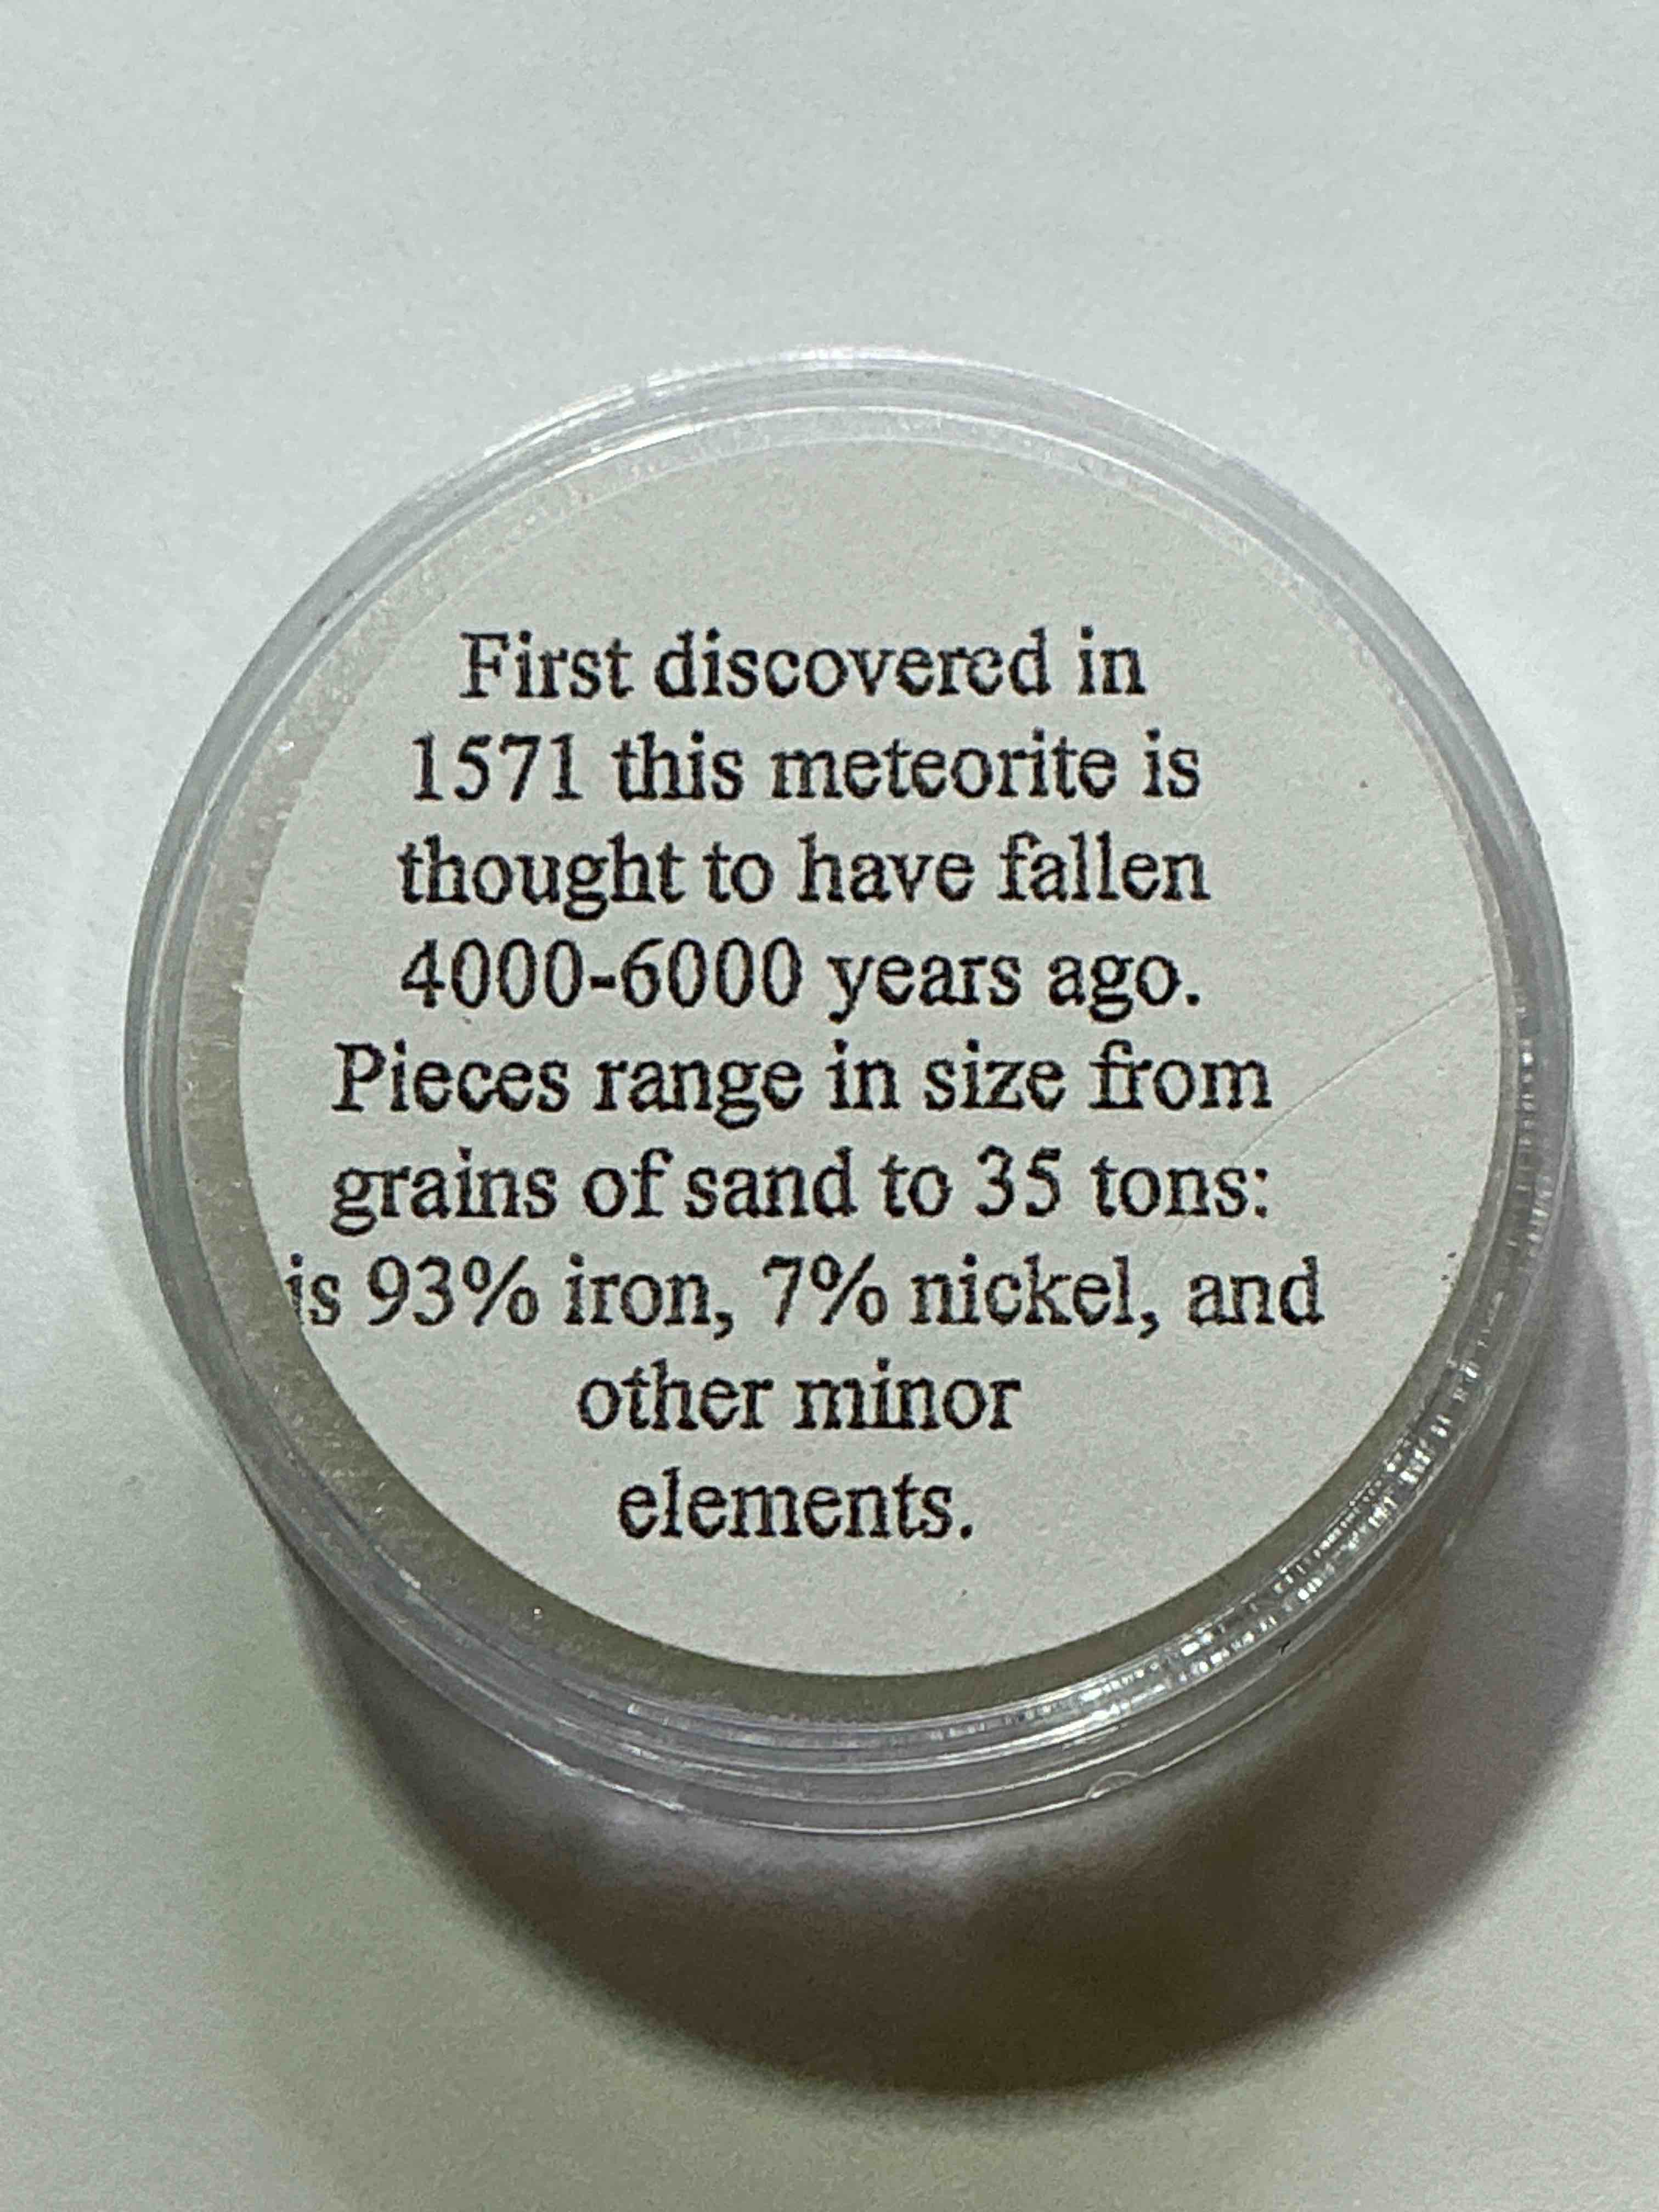 First discovered in
1571 this meteorite is
thought to have fallen
4000-6000 years ago.
Pieces range in size from
grains of sand to 35 tons:
is 93% iron, 7% nickel, and
other minor
elements.